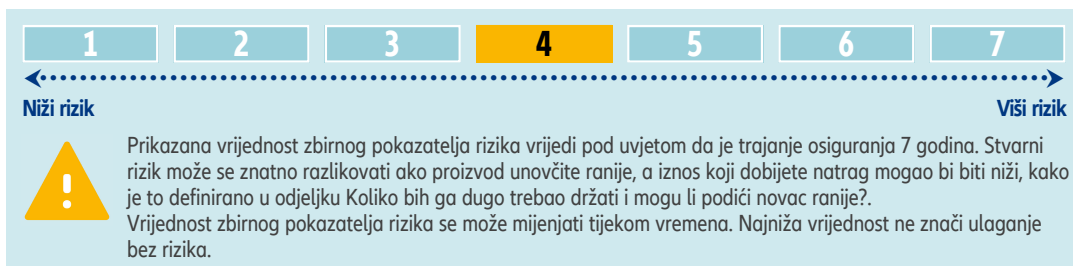 1 2 3 4 5 6 7
Niži rizik Viši rizik
Prikazana vrijednost zbirnog pokazatelja rizika vrijedi pod uvjetom da je trajanje osiguranja 7 godina. Stvarni
rizik može se znatno razlikovati ako proizvod unovčite ranije, a iznos koji dobijete natrag mogao bi biti niži, kako
je to definirano u odjeljku Koliko bih ga dugo trebao držati i mogu li podići novac ranije?.
Vrijednost zbirnog pokazatelja rizika se može mijenjati tijekom vremena. Najniža vrijednost ne znači ulaganje
bez rizika.